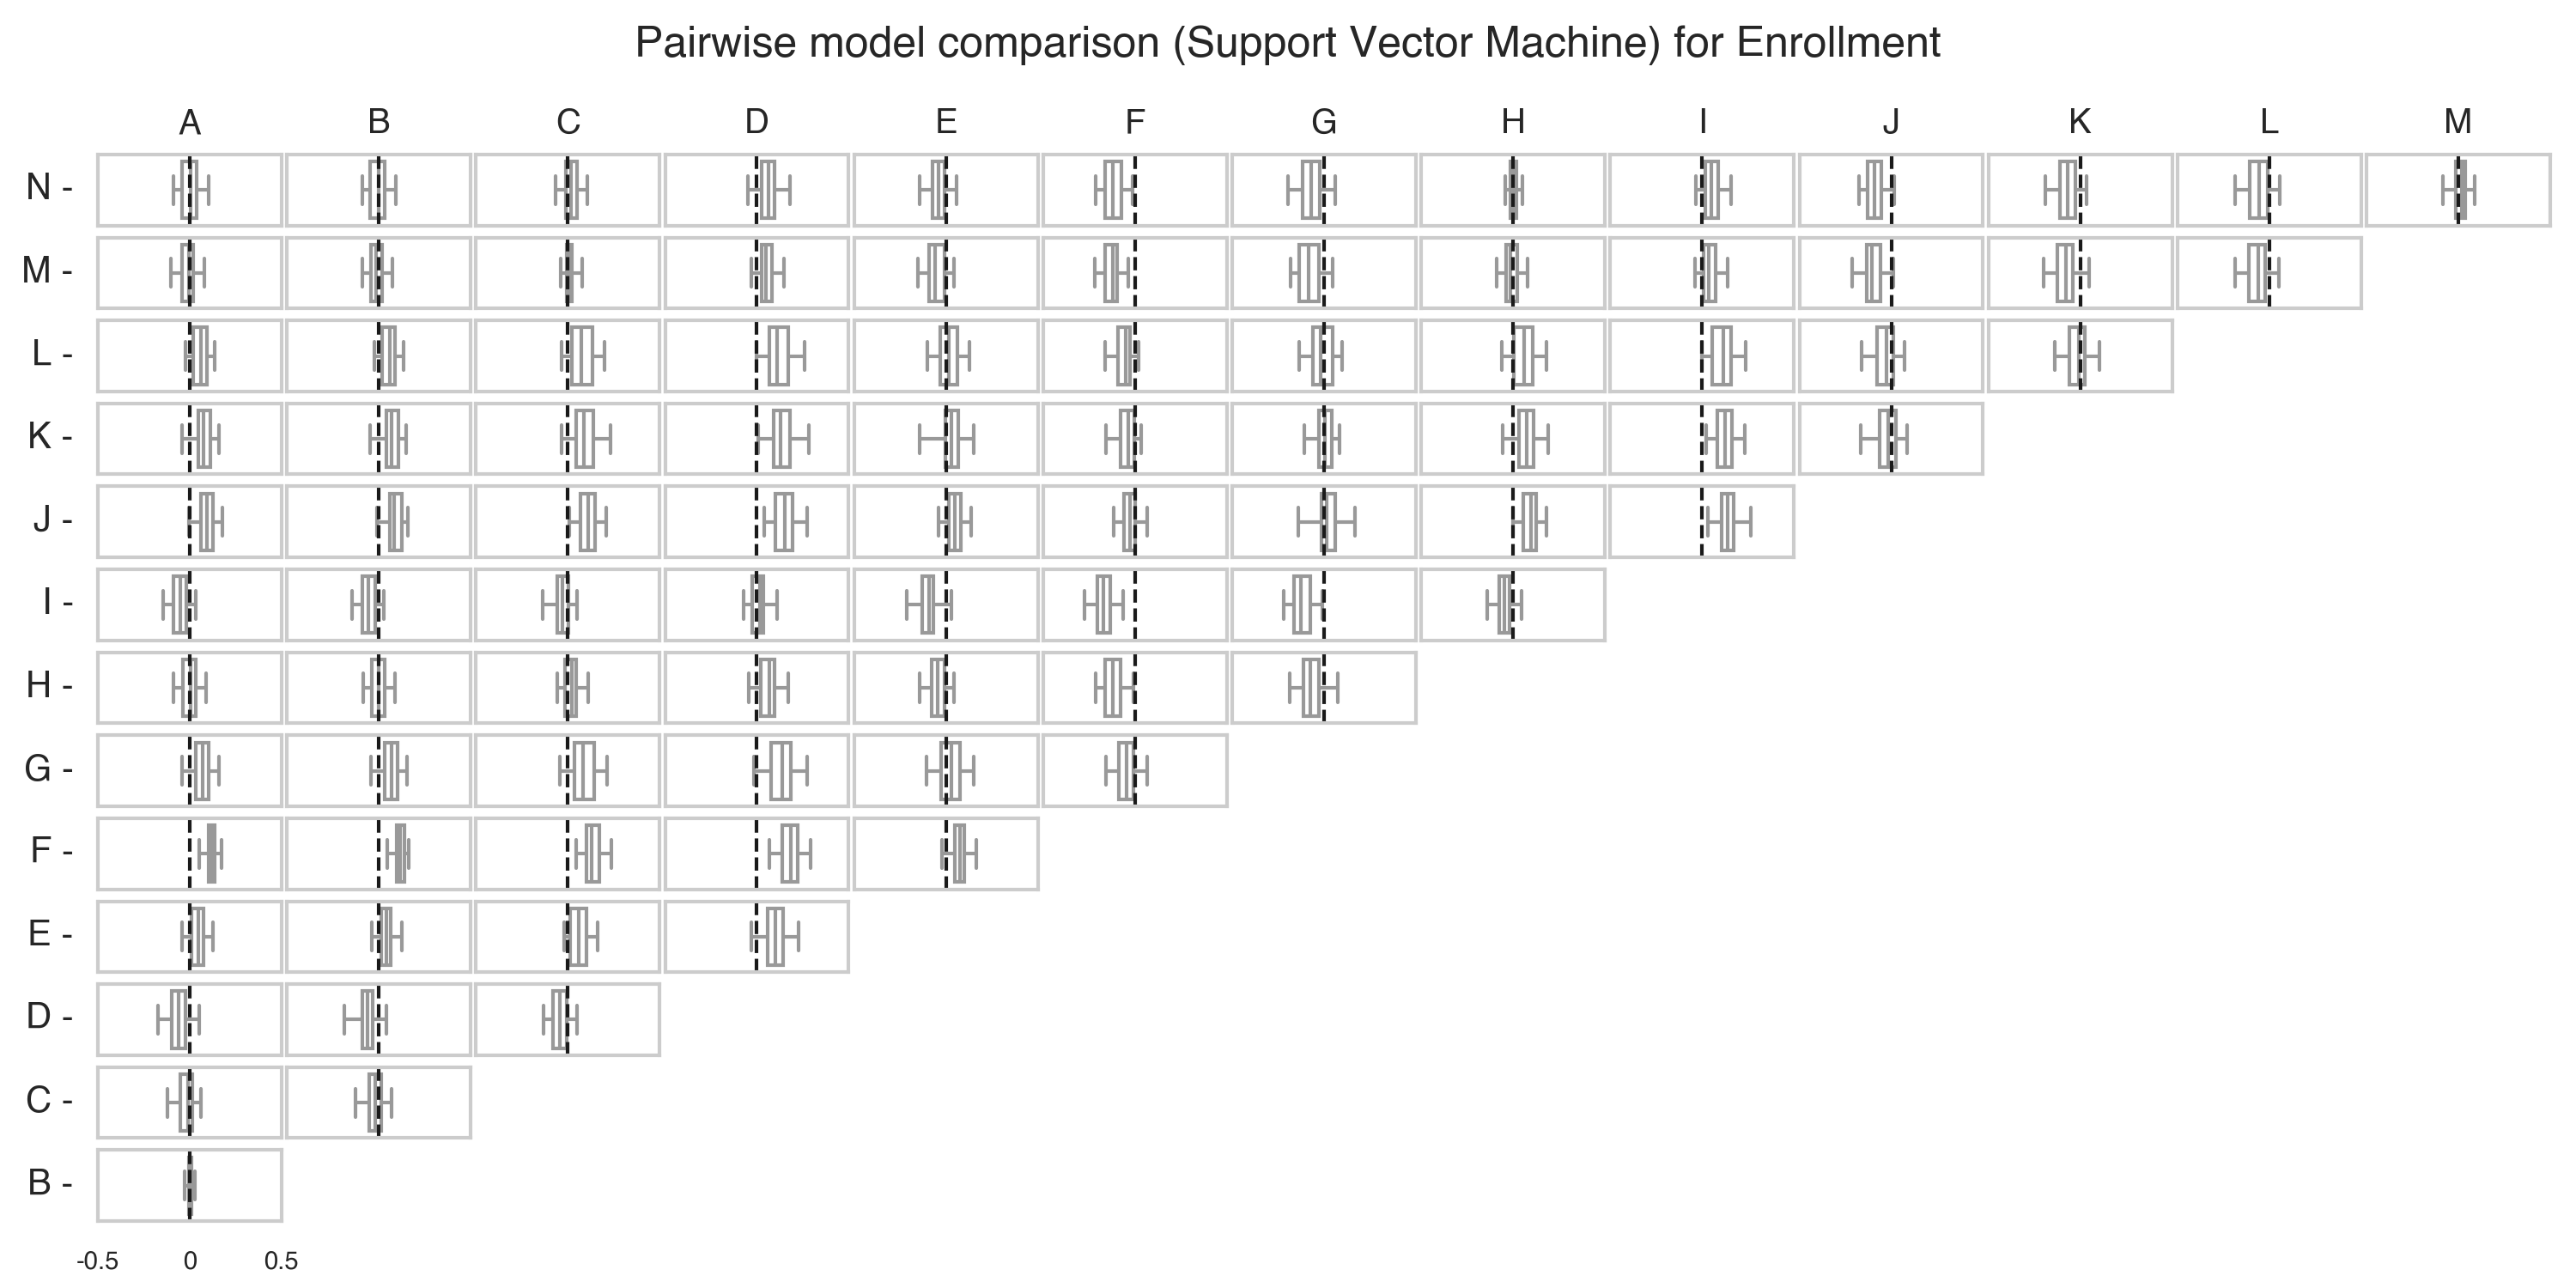 Pairwise model comparison (Support Vector Machine) for Enrollment
A B C D E F G H I J K L M
N -
M -
L -
K -
J -
I -
H -
G -
F -
E -
D -
C -
B -
-0.5 0 0.5